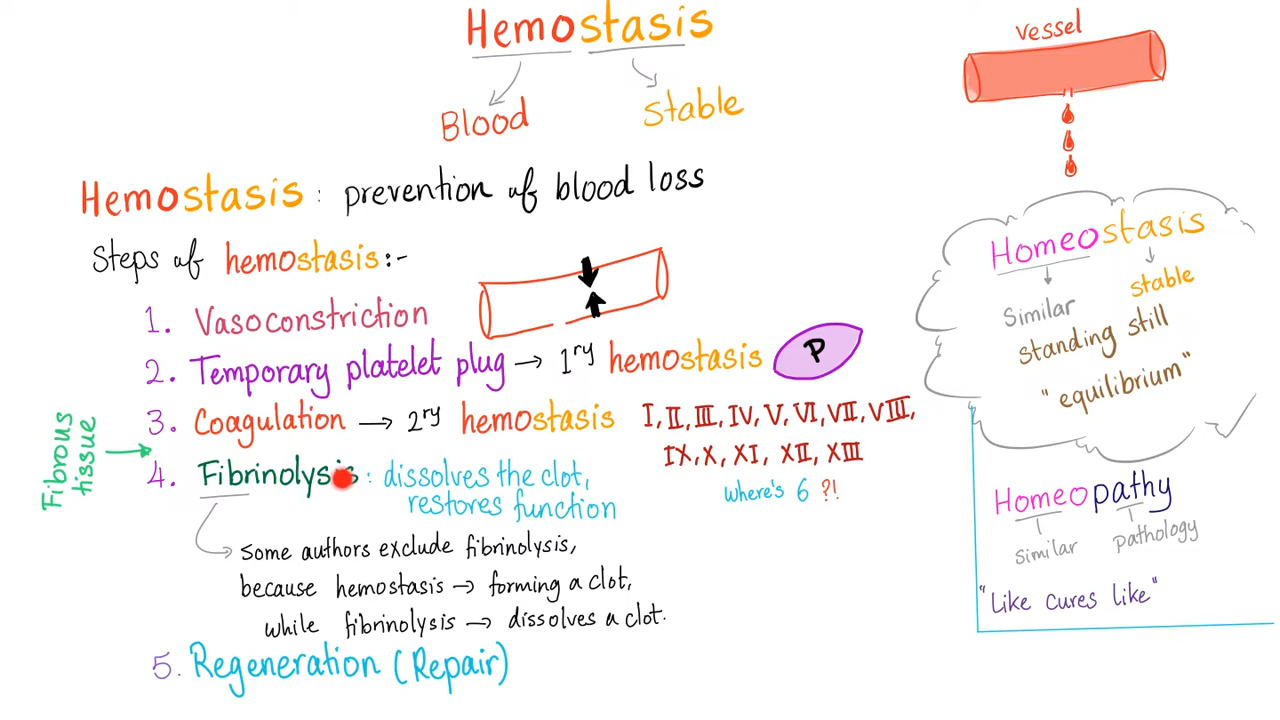 Hemostasis
Blood
Stable
Hemostasis: prevention of blood loss
Steps of hemostasis:-
1. Vasoconstriction
2. Temporary platelet plug → 1ry hemostasis
P
3. Coagulation → 2ry hemostasis
I, II, III, IV, V, VI, VII, VIII,
IX, X, XI, XII, XIII
where's 6 ?!
Fibrous
tissue
4. Fibrinolysis: dissolves the clot,
restores function
Some authors exclude fibrinolysis,
because hemostasis → forming a clot,
while fibrinolysis → dissolves a clot.
5. Regeneration (Repair)
Vessel
Homeostasis
Similar
stable
standing still
"equilibrium"
Homeopathy
Similar
pathology
"Like cures like"